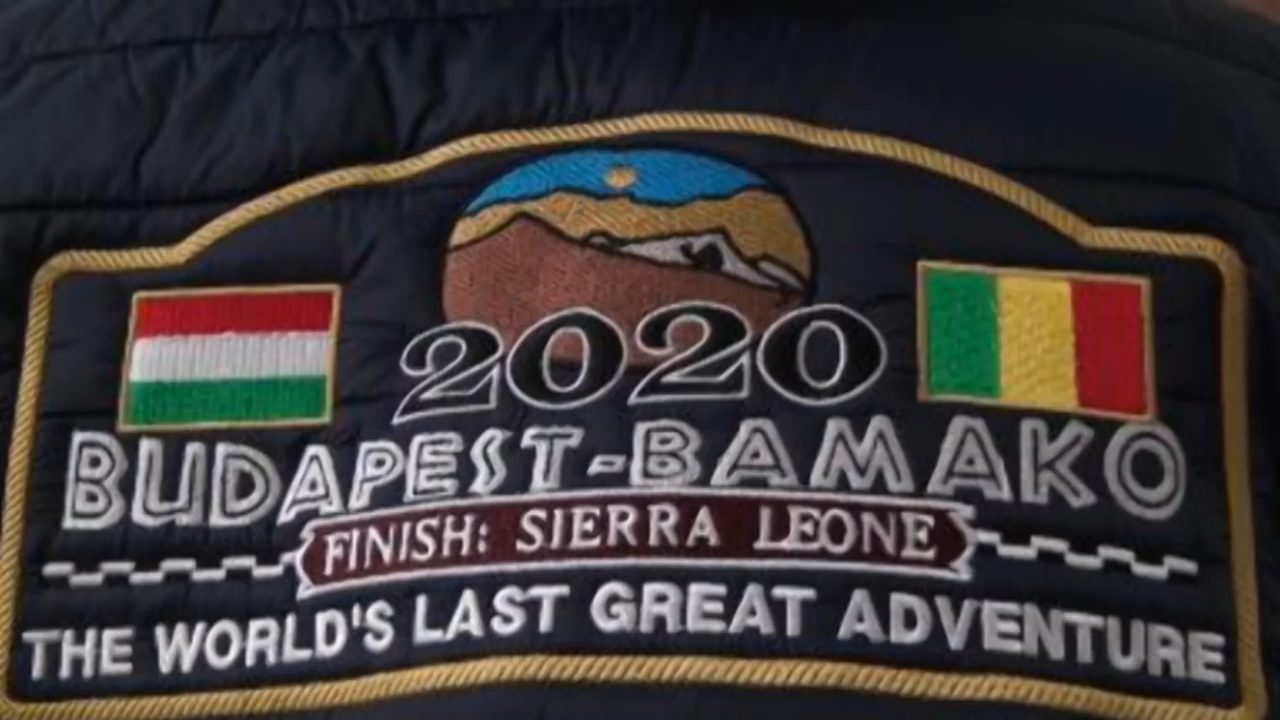 2020
BUDAPEST-BAMAKO
FINISH: SIERRA LEONE
THE WORLD'S LAST GREAT ADVENTURE